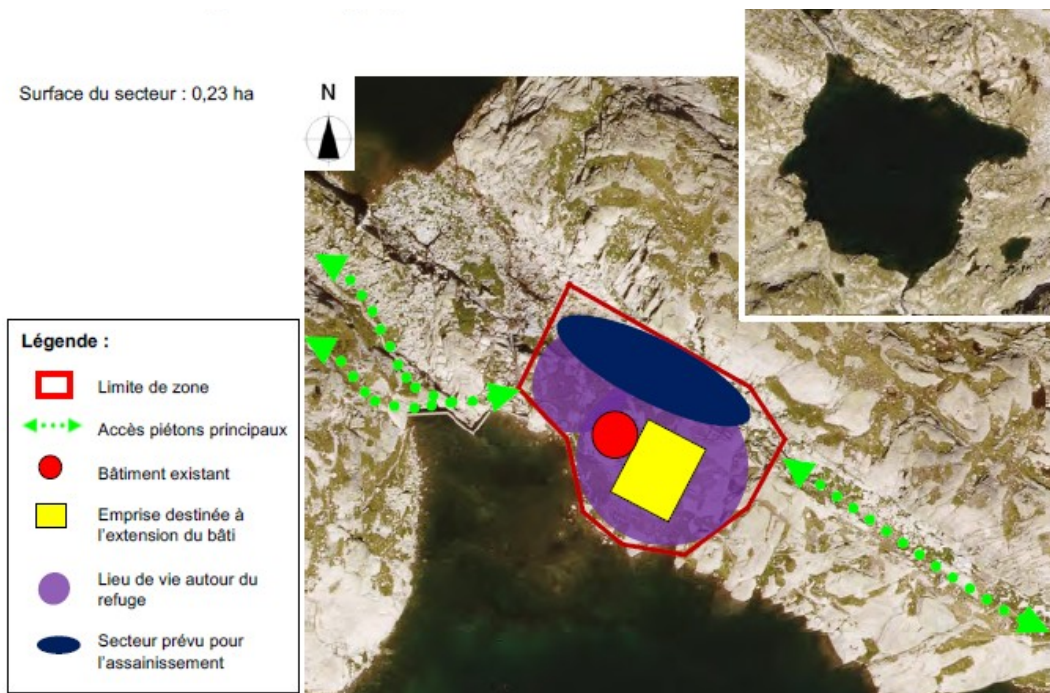 Surface du secteur : 0,23 ha
N
Légende :
Limite de zone
Accès piétons principaux
Bâtiment existant
Emprise destinée à
l'extension du bâti
Lieu de vie autour du
refuge
Secteur prévu pour
l'assainissement